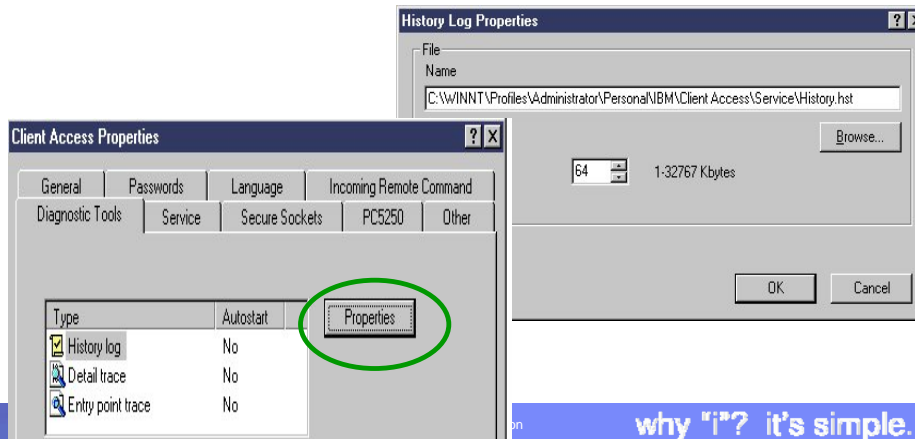 History Log Properties
File
Name
C:\WINNT\Profiles\Administrator\Personal\IBM\Client Access\Service\History.hst
Browse...
64 1-32767 Kbytes
OK Cancel
Client Access Properties
General Passwords Language Incoming Remote Command
Diagnostic Tools Service Secure Sockets PC5250 Other
Type Autostart
Properties
History log No
Detail trace No
Entry point trace No
on
why "i"? it's simple.